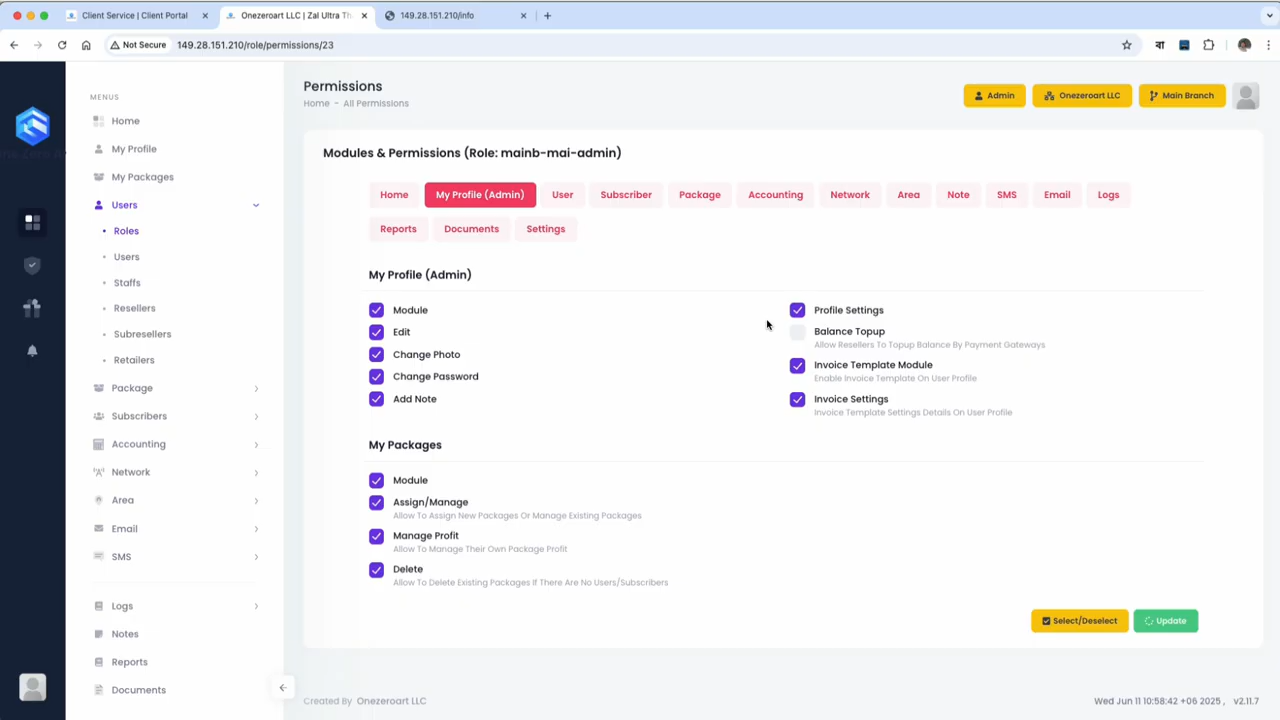 Client Service | Client Portal
Onezeroart LLC | Zal Ultra Th
149.28.151.210/info
Not Secure
149.28.151.210/role/permissions/23
বা
MENUS
Home
My Profile
My Packages
Users
Roles
Users
Staffs
Resellers
Subresellers
Retailers
Package
Subscribers
Accounting
Network
Area
Email
SMS
Logs
Notes
Reports
Documents
Permissions
Home - All Permissions
Admin
Onezeroart LLC
Main Branch
Modules & Permissions (Role: mainb-mai-admin)
Home My Profile (Admin) User Subscriber Package Accounting Network Area Note SMS Email Logs
Reports Documents Settings
My Profile (Admin)
Module
Edit
Change Photo
Change Password
Add Note
Profile Settings
Balance Topup
Allow Resellers To Topup Balance By Payment Gateways
Invoice Template Module
Enable Invoice Template On User Profile
Invoice Settings
Invoice Template Settings Details On User Profile
My Packages
Module
Assign/Manage
Allow To Assign New Packages Or Manage Existing Packages
Manage Profit
Allow To Manage Their Own Package Profit
Delete
Allow To Delete Existing Packages If There Are No Users/Subscribers
Select/Deselect
Update
Created By Onezeroart LLC
Wed Jun 11 10:58:42 +06 2025 , v2.11.7